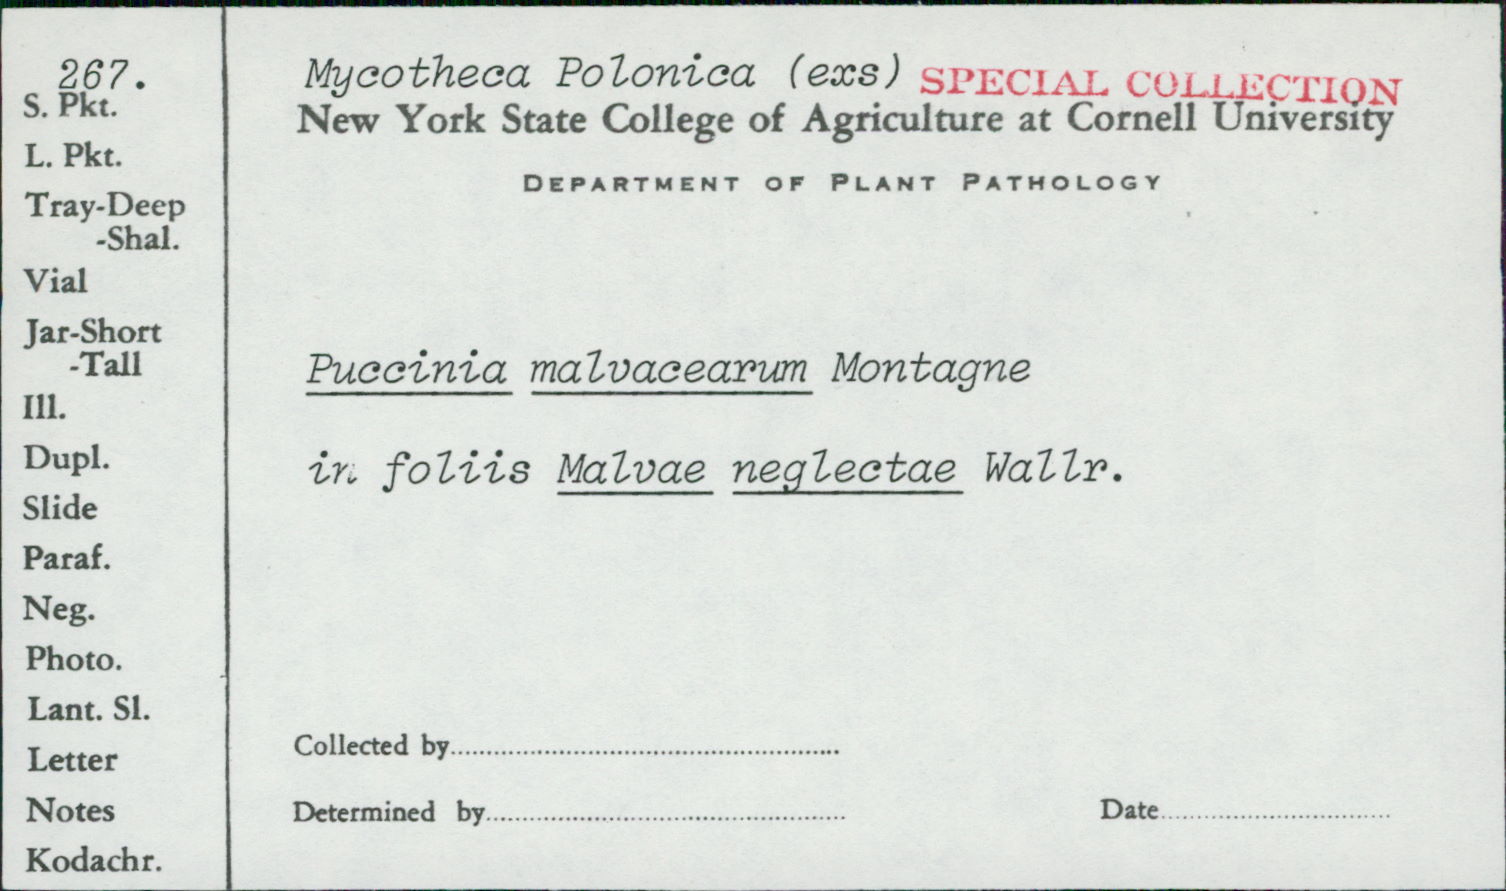 267.
S. Pkt.
L. Pkt.
Tray-Deep
-Shal.
Vial
Jar-Short
-Tall
Ill.
Dupl.
Slide
Paraf.
Neg.
Photo.
Lant. Sl.
Letter
Notes
Kodachr.
Mycotheca Polonica (exs) SPECIAL COLLECTION
New York State College of Agriculture at Cornell University
DEPARTMENT OF PLANT PATHOLOGY
Puccinia malvacearum Montagne
in foliis Malvae neglectae Wallr.
Collected by
Determined by Date